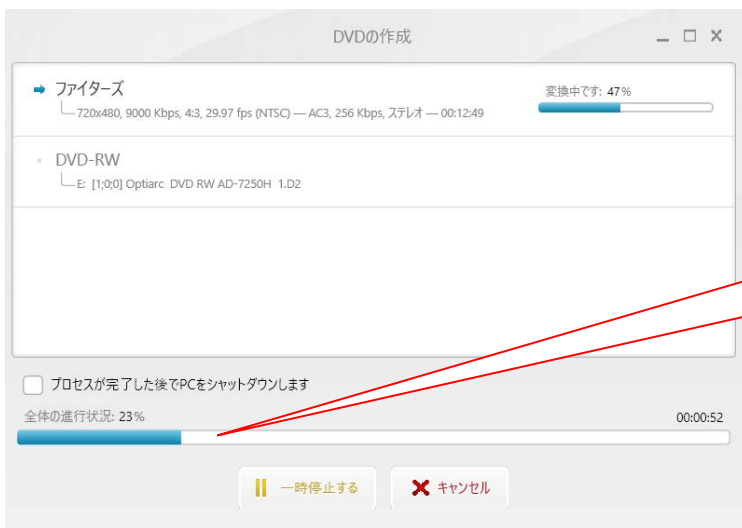 DVDの作成
ファイターズ
変換中です: 47%
720x480, 9000 Kbps, 4:3, 29.97 fps (NTSC) — AC3, 256 Kbps, ステレオ — 00:12:49
DVD-RW
E: [1;0;0] Optiarc DVD RW AD-7250H 1.D2
プロセスが完了した後でPCをシャットダウンします
全体の進行状況: 23%
00:00:52
一時停止する
キャンセル